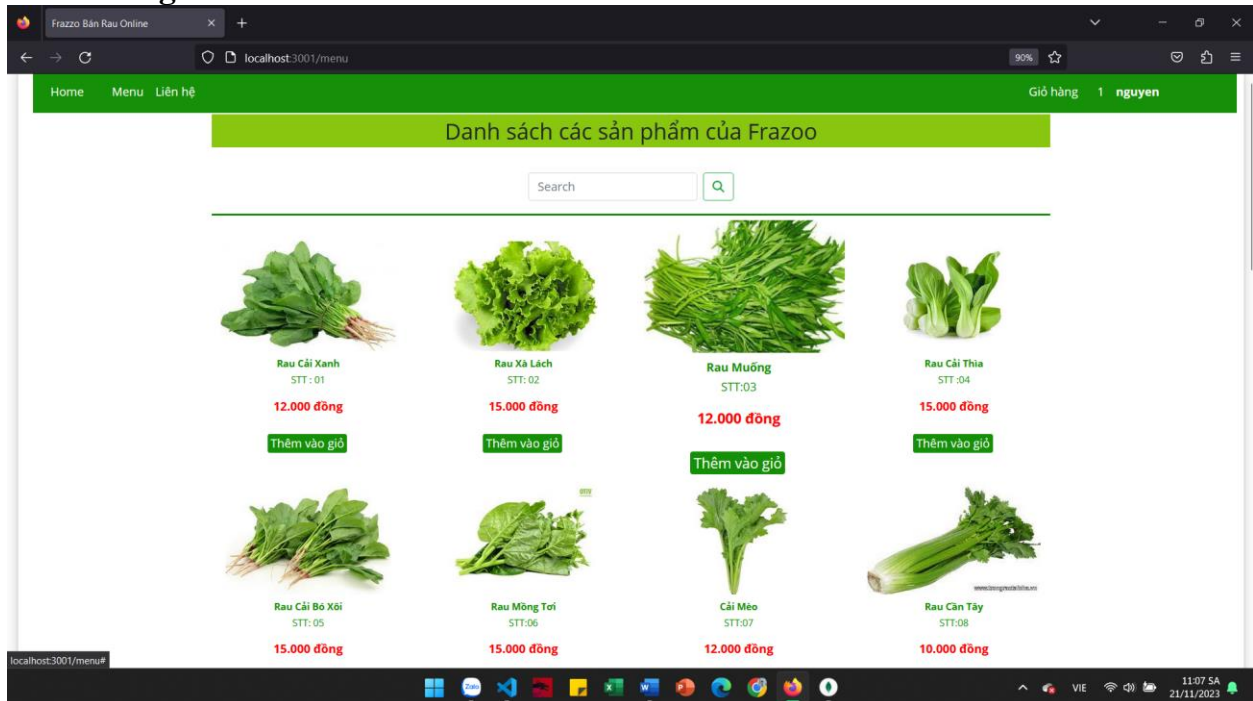 Frazzo Bán Rau Online
localhost:3001/menu
90%
Home Menu Liên hệ Giỏ hàng 1 nguyen
Danh sách các sản phẩm của Frazoo
Search
Rau Cải Xanh
STT : 01
12.000 đồng
Thêm vào giỏ
Rau Xà Lách
STT: 02
15.000 đồng
Thêm vào giỏ
Rau Muống
STT:03
12.000 đồng
Thêm vào giỏ
Rau Cải Thìa
STT :04
15.000 đồng
Thêm vào giỏ
Rau Cải Bó Xôi
STT: 05
15.000 đồng
Rau Mồng Tơi
STT:06
15.000 đồng
Cải Mèo
STT:07
12.000 đồng
Rau Cần Tây
STT:08
10.000 đồng
localhost:3001/menu#
Zalo
VIE
11:07 SA
21/11/2023